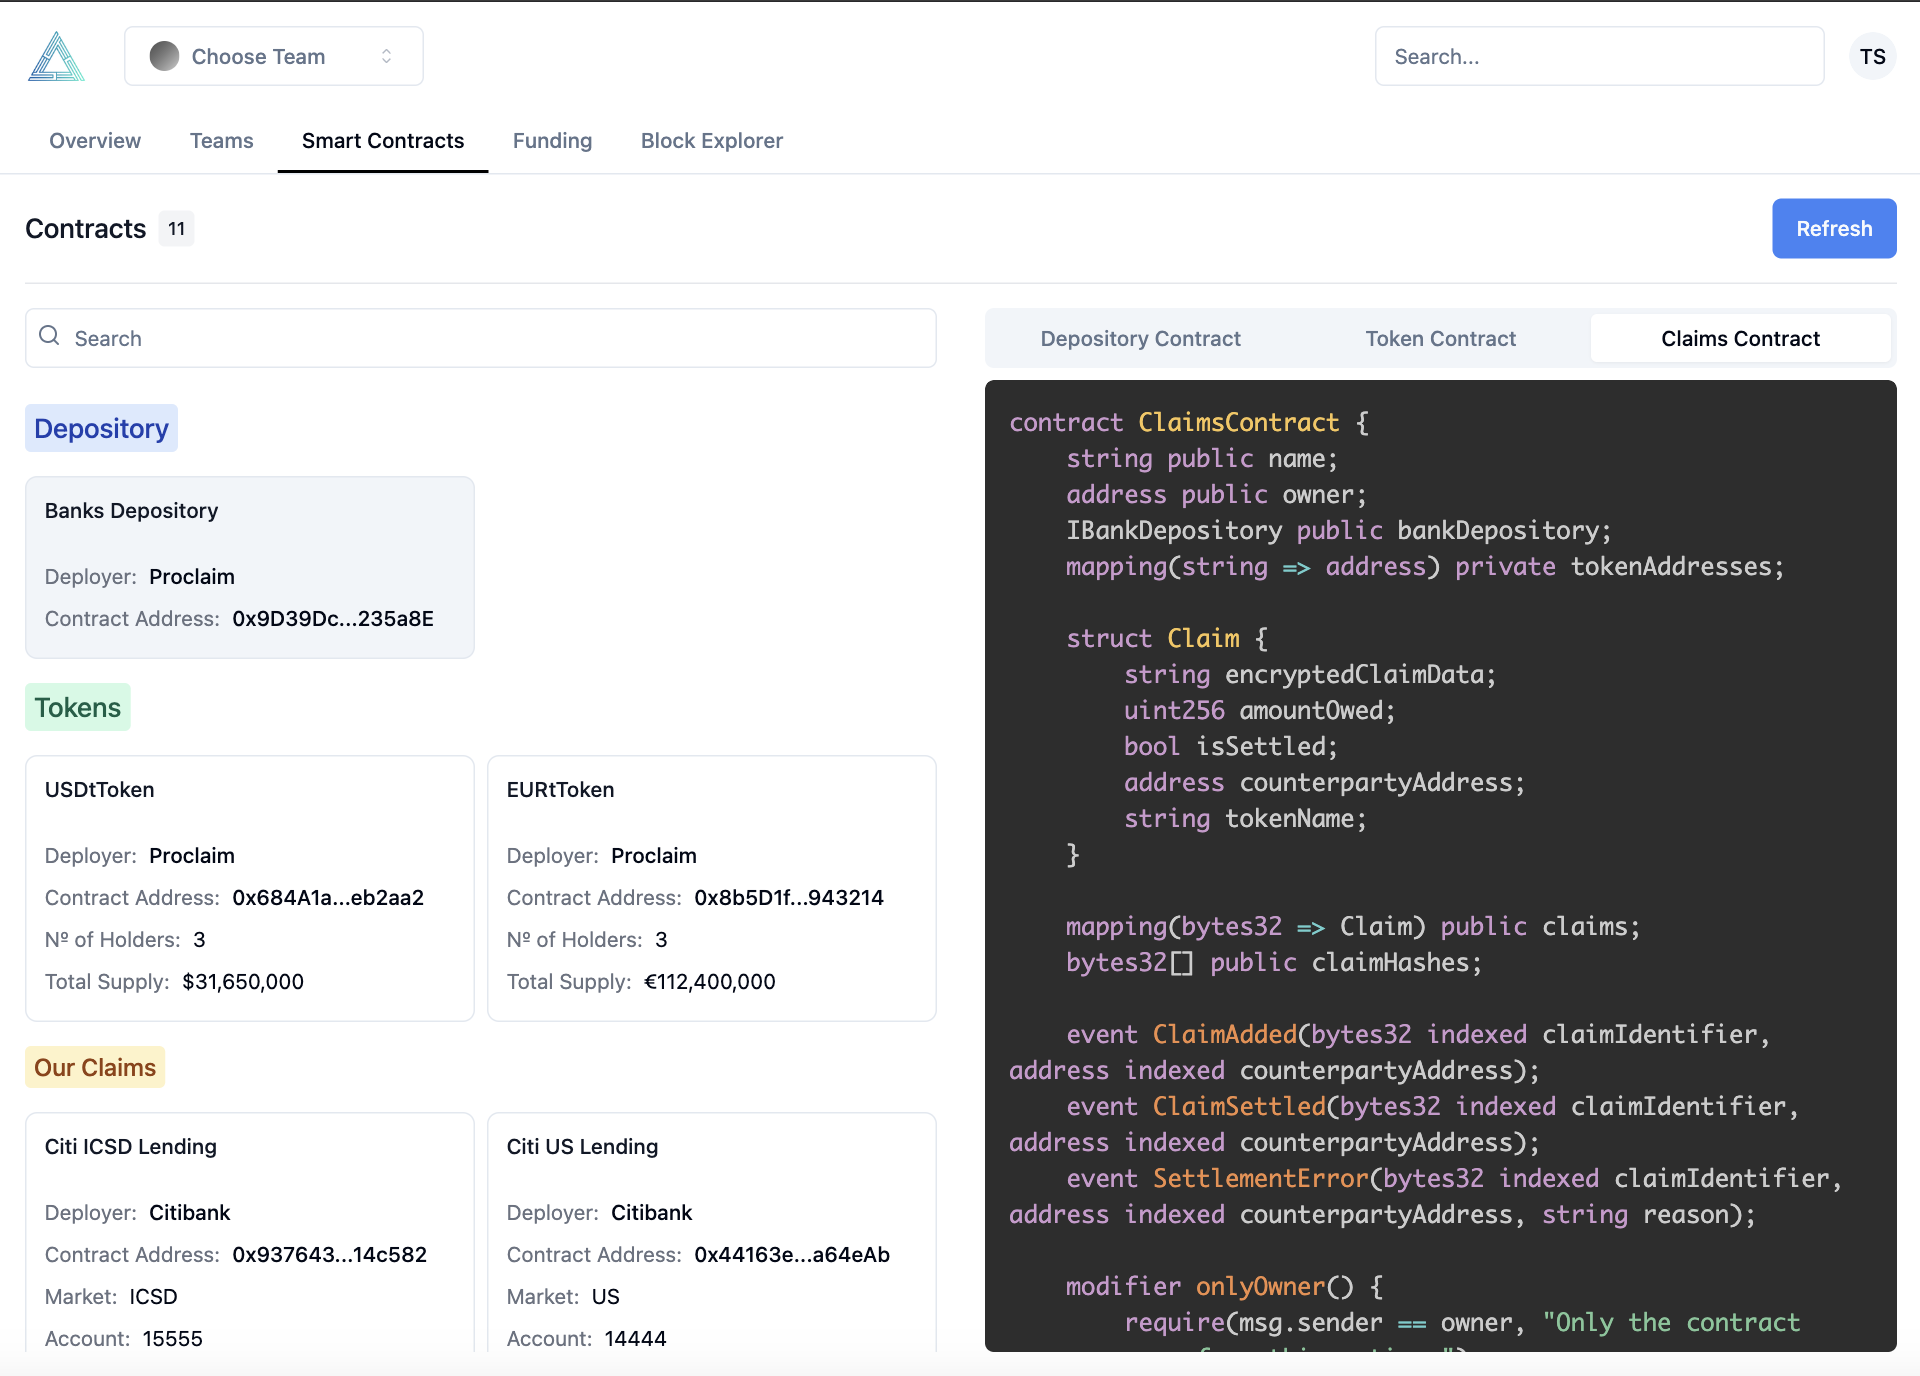 Choose Team
Search...
TS
Overview
Teams
Smart Contracts
Funding
Block Explorer
Contracts 11
Refresh
Search
Depository
Banks Depository
Deployer: Proclaim
Contract Address: 0x9D39Dc...235a8E
Tokens
USDtToken
Deployer: Proclaim
Contract Address: 0x684A1a...eb2aa2
Nº of Holders: 3
Total Supply: $31,650,000
EURtToken
Deployer: Proclaim
Contract Address: 0x8b5D1f...943214
Nº of Holders: 3
Total Supply: €112,400,000
Our Claims
Citi ICSD Lending
Deployer: Citibank
Contract Address: 0x937643...14c582
Market: ICSD
Account: 15555
Citi US Lending
Deployer: Citibank
Contract Address: 0x44163e...a64eAb
Market: US
Account: 14444
Depository Contract
Token Contract
Claims Contract
contract ClaimsContract {
    string public name;
    address public owner;
    IBankDepository public bankDepository;
    mapping(string => address) private tokenAddresses;
    struct Claim {
        string encryptedClaimData;
        uint256 amountOwed;
        bool isSettled;
        address counterpartyAddress;
        string tokenName;
    }
    mapping(bytes32 => Claim) public claims;
    bytes32[] public claimHashes;
    event ClaimAdded(bytes32 indexed claimIdentifier,
address indexed counterpartyAddress);
    event ClaimSettled(bytes32 indexed claimIdentifier,
address indexed counterpartyAddress);
    event SettlementError(bytes32 indexed claimIdentifier,
address indexed counterpartyAddress, string reason);
    modifier onlyOwner() {
        require(msg.sender == owner, "Only the contract